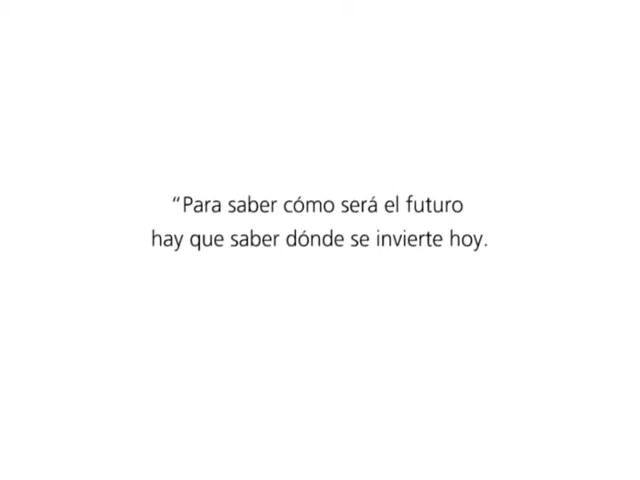 “Para saber cómo será el futuro
hay que saber dónde se invierte hoy.